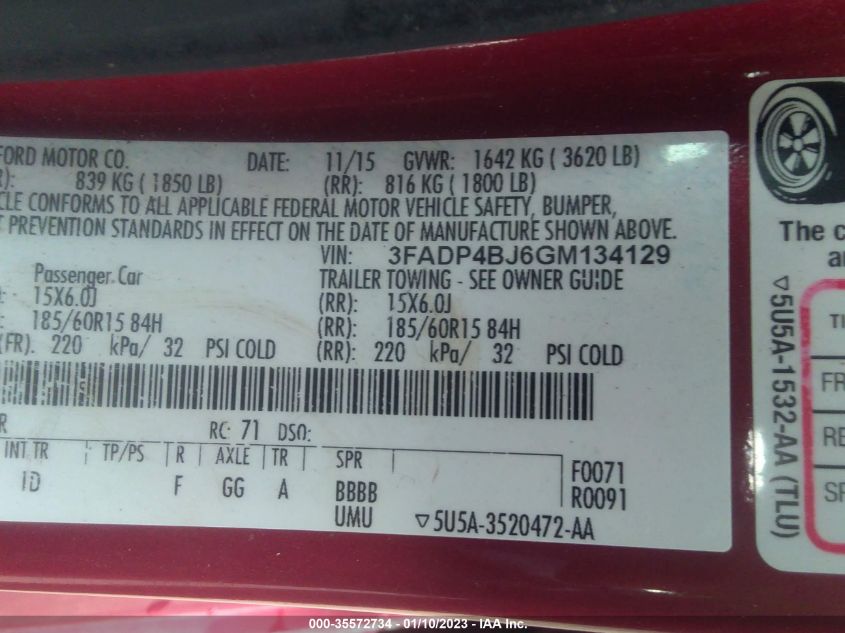 FORD MOTOR CO. DATE: 11/15 GVWR: 1642 KG ( 3620 LB)
R): 839 KG ( 1850 LB) (RR): 816 KG ( 1800 LB)
CLE CONFORMS TO ALL APPLICABLE FEDERAL MOTOR VEHICLE SAFETY, BUMPER,
T PREVENTION STANDARDS IN EFFECT ON THE DATE OF MANUFACTURE SHOWN ABOVE.
VIN: 3FADP4BJ6GM134129
Passenger Car TRAILER TOWING - SEE OWNER GUIDE
: 15X6.0J (RR): 15X6.0J
: 185/60R15 84H (RR): 185/60R15 84H
(FR). 220 kPa/ 32 PSI COLD (RR): 220 kPa/ 32 PSI COLD
R RC: 71 DSO:
INT TR TP/PS R AXLE TR SPR F0071
ID F GG A BBBB R0091
UMU ▽5U5A-3520472-AA
The c
a
▽5U5A-1532-AA (TLU)
TI
FR
RE
SP
000-35572734 - 01/10/2023 - IAA Inc.